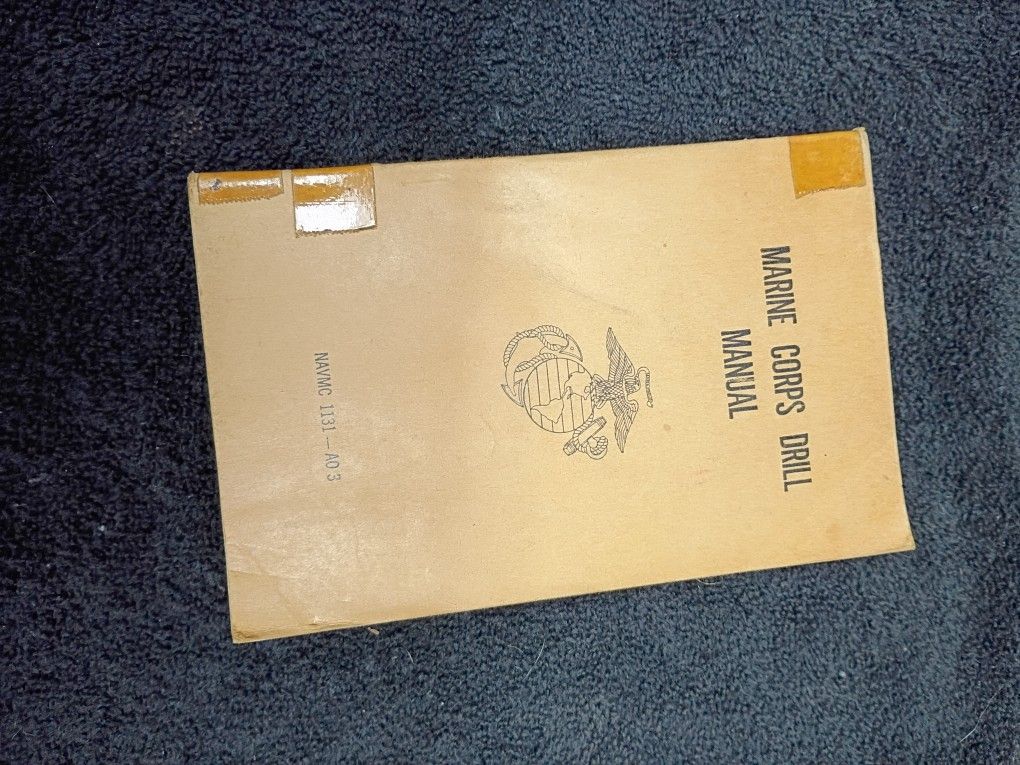 MARINE CORPS DRILL
MANUAL
NAVMC 1131 — AO 3